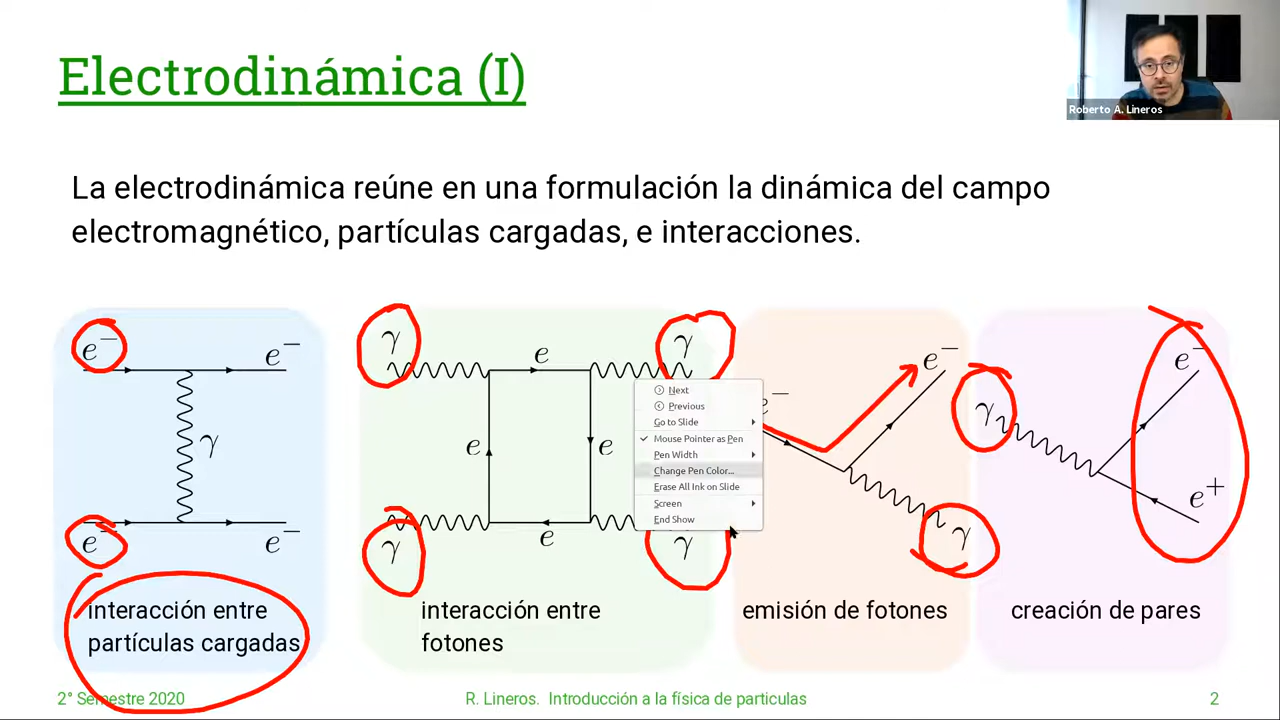 Electrodinámica (I)
Roberto A. Lineros
La electrodinámica reúne en una formulación la dinámica del campo
electromagnético, partículas cargadas, e interacciones.
e⁻
e⁻
γ
e⁻
e⁻
interacción entre
partículas cargadas
γ
e
γ
e
e
γ
e
γ
interacción entre
fotones
Next
Previous
Go to Slide
Mouse Pointer as Pen
Pen Width
Change Pen Color...
Erase All Ink on Slide
Screen
End Show
e⁻
e⁻
γ
emisión de fotones
γ
e⁻
e⁺
creación de pares
2° Semestre 2020
R. Lineros. Introducción a la física de particulas
2